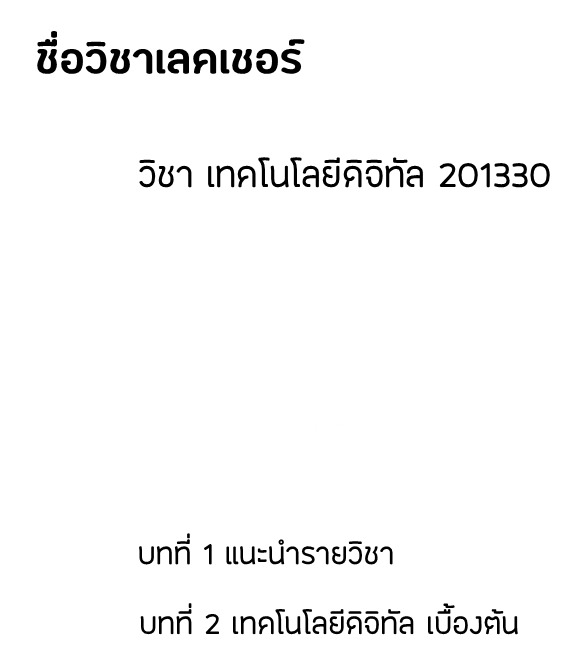 ชื่อวิชาเลคเชอร์
วิชา เทคโนโลยีดิจิทัล 201330
บทที่ 1 แนะนำรายวิชา
บทที่ 2 เทคโนโลยีดิจิทัล เบื้องต้น